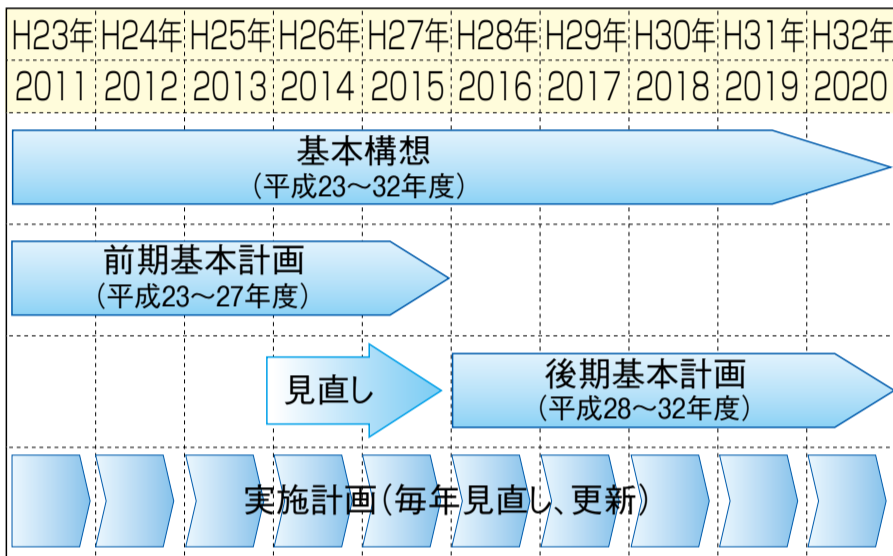 H23年 H24年 H25年 H26年 H27年 H28年 H29年 H30年 H31年 H32年
2011 2012 2013 2014 2015 2016 2017 2018 2019 2020
基本構想
（平成23～32年度）
前期基本計画
（平成23～27年度）
見直し
後期基本計画
（平成28～32年度）
実施計画（毎年見直し、更新）